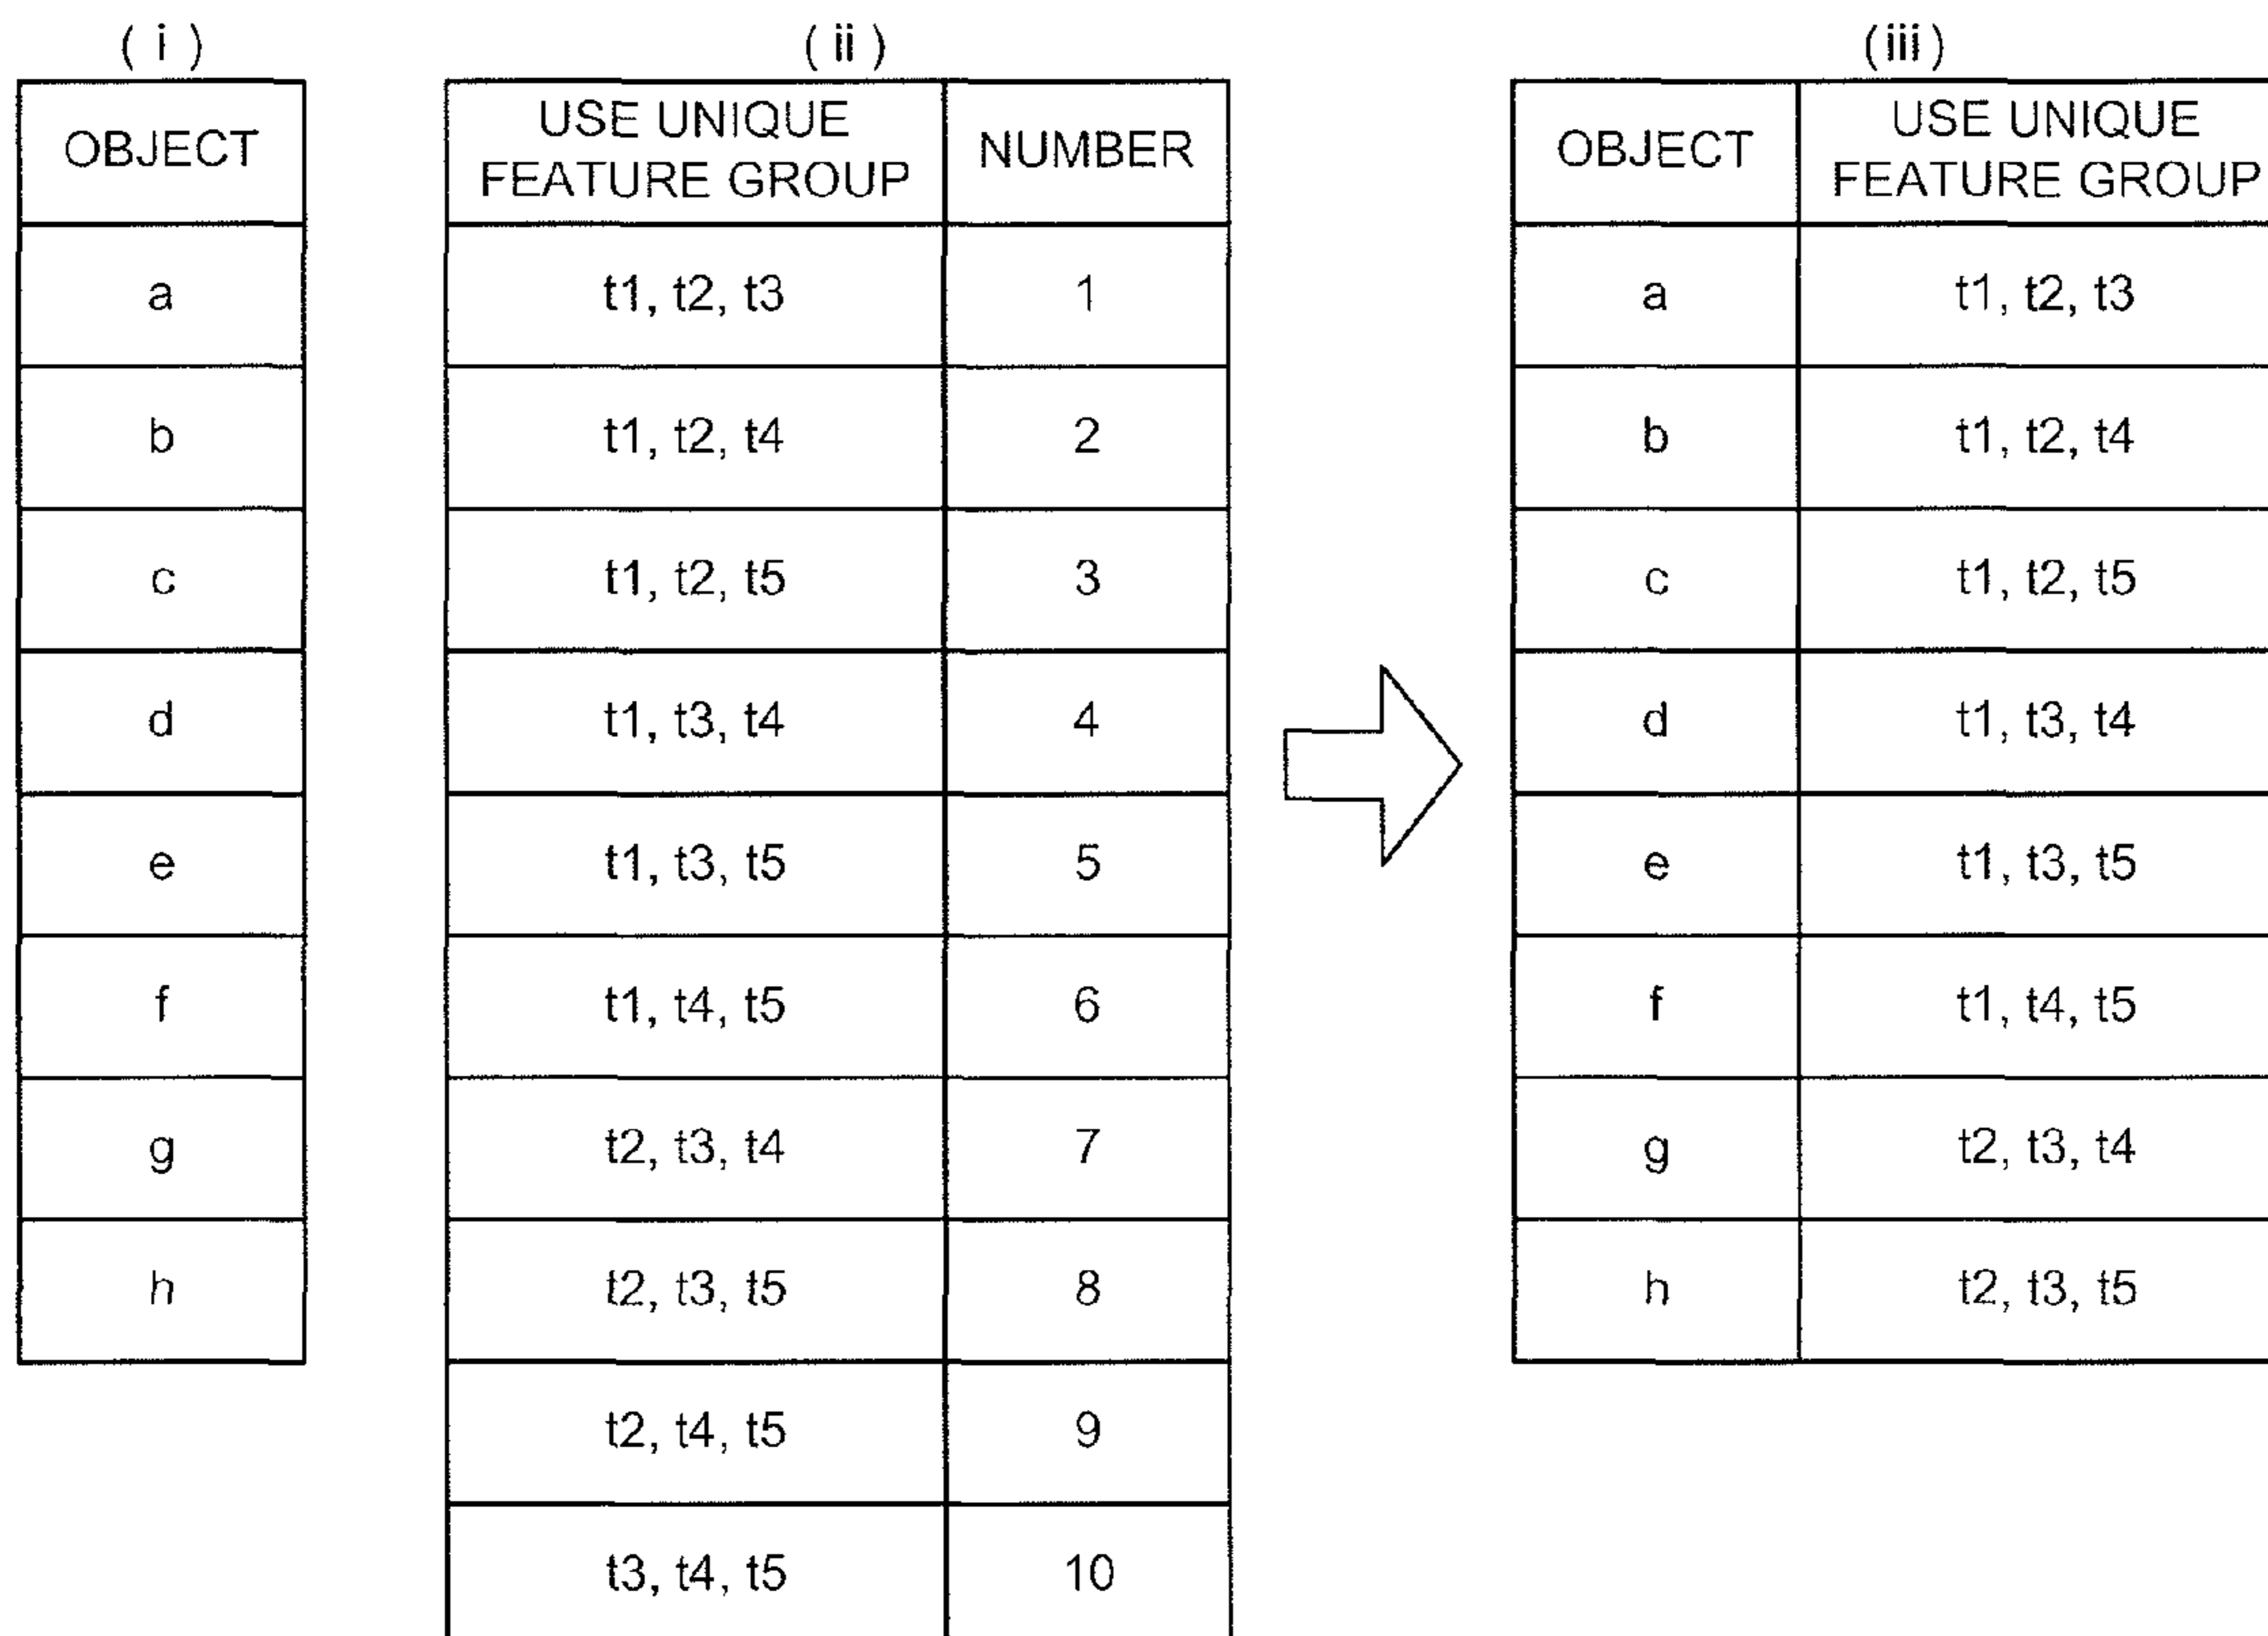 ( i )
OBJECT
a
b
c
d
e
f
g
h
( ii )
USE UNIQUE
FEATURE GROUP
NUMBER
t1, t2, t3
1
t1, t2, t4
2
t1, t2, t5
3
t1, t3, t4
4
t1, t3, t5
5
t1, t4, t5
6
t2, t3, t4
7
t2, t3, t5
8
t2, t4, t5
9
t3, t4, t5
10
(iii)
OBJECT
USE UNIQUE
FEATURE GROUP
a
t1, t2, t3
b
t1, t2, t4
c
t1, t2, t5
d
t1, t3, t4
e
t1, t3, t5
f
t1, t4, t5
g
t2, t3, t4
h
t2, t3, t5